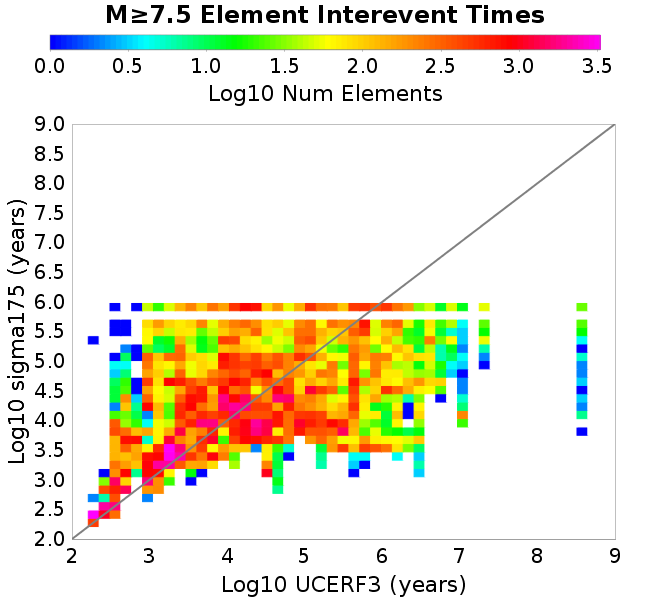 M≥7.5 Element Interevent Times
0.0 0.5 1.0 1.5 2.0 2.5 3.0 3.5
Log10 Num Elements
9.0
8.5
8.0
7.5
7.0
6.5
6.0
5.5
5.0
4.5
4.0
3.5
3.0
2.5
2.0
Log10 sigma175 (years)
2 3 4 5 6 7 8 9
Log10 UCERF3 (years)